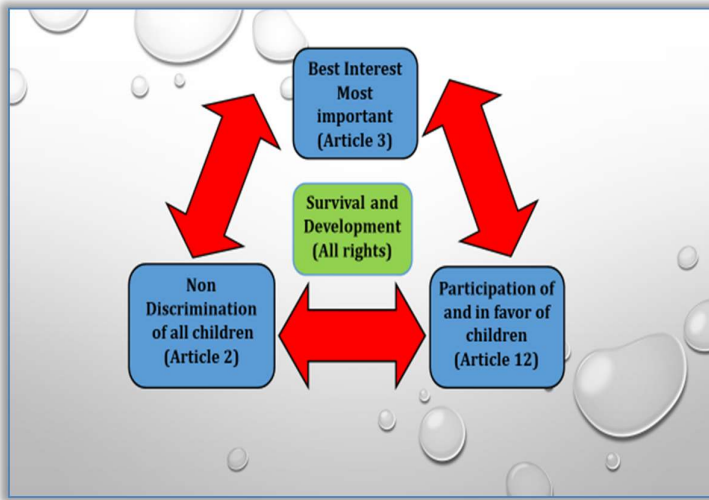 Best Interest
Most
important
(Article 3)
Survival and
Development
(All rights)
Non
Discrimination
of all children
(Article 2)
Participation of
and in favor of
children
(Article 12)